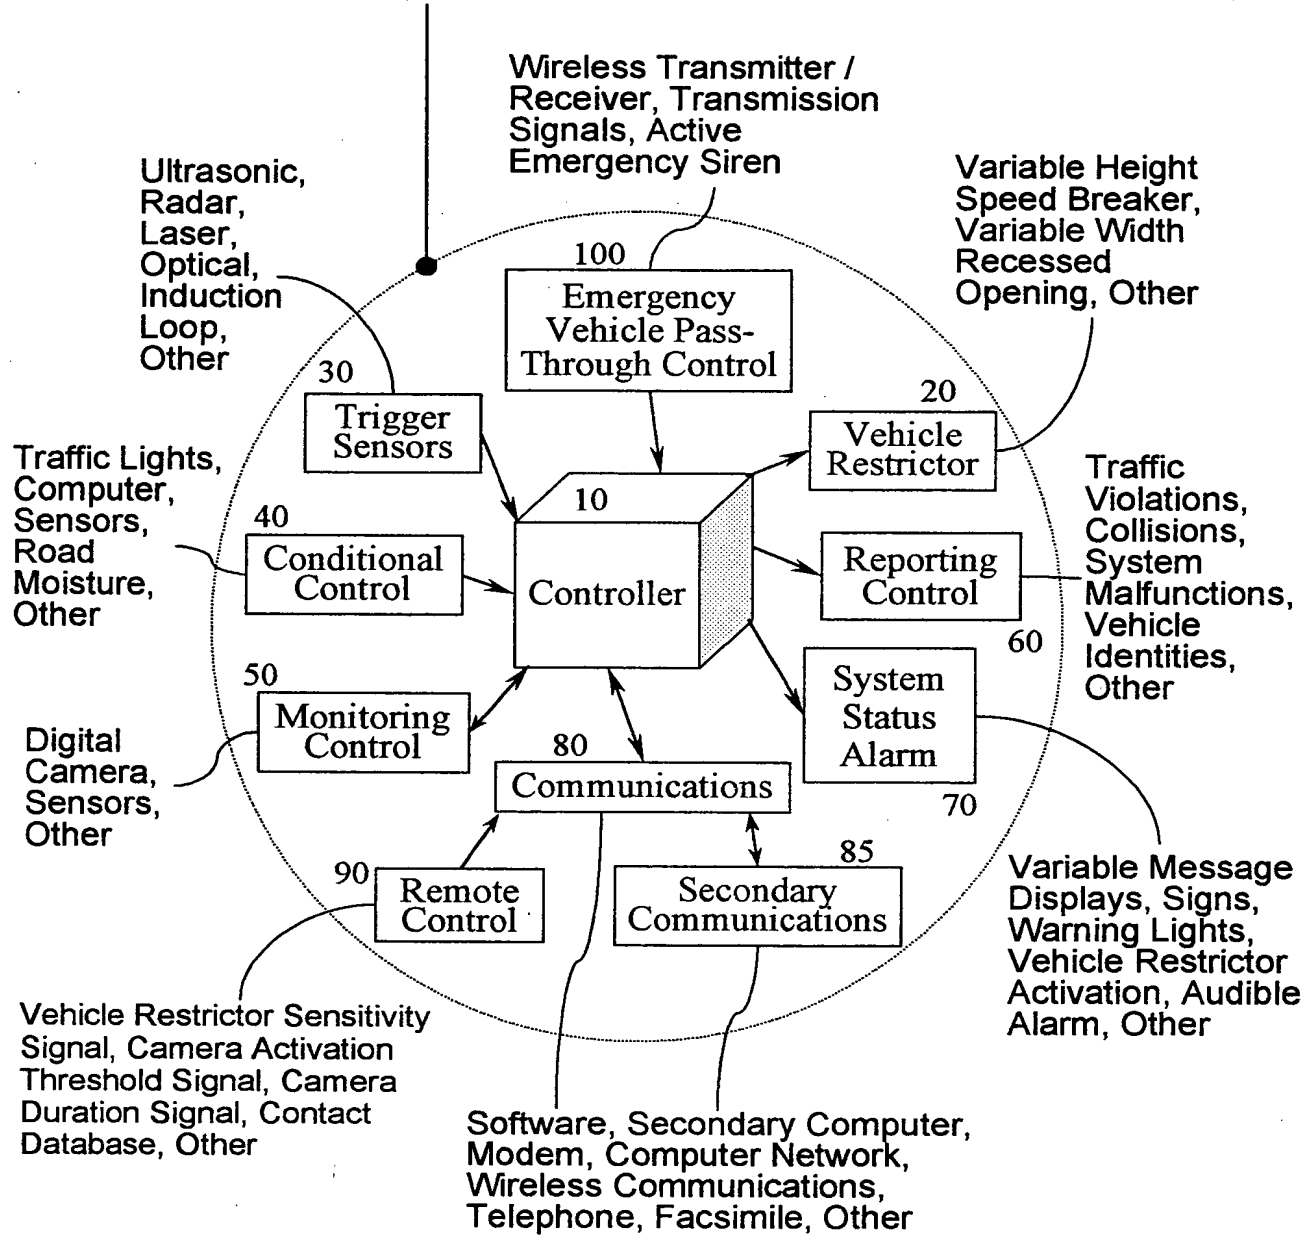 Wireless Transmitter /
Receiver, Transmission
Signals, Active
Emergency Siren
Ultrasonic,
Radar,
Laser,
Optical,
Induction
Loop,
Other
Variable Height
Speed Breaker,
Variable Width
Recessed
Opening, Other
100
Emergency
Vehicle Pass-
Through Control
30
Trigger
Sensors
20
Vehicle
Restrictor
Traffic Lights,
Computer,
Sensors,
Road
Moisture,
Other
40
Conditional
Control
10
Controller
Reporting
Control
60
Traffic
Violations,
Collisions,
System
Malfunctions,
Vehicle
Identities,
Other
50
Monitoring
Control
System
Status
Alarm
70
Digital
Camera,
Sensors,
Other
80
Communications
90
Remote
Control
85
Secondary
Communications
Variable Message
Displays, Signs,
Warning Lights,
Vehicle Restrictor
Activation, Audible
Alarm, Other
Vehicle Restrictor Sensitivity
Signal, Camera Activation
Threshold Signal, Camera
Duration Signal, Contact
Database, Other
Software, Secondary Computer,
Modem, Computer Network,
Wireless Communications,
Telephone, Facsimile, Other